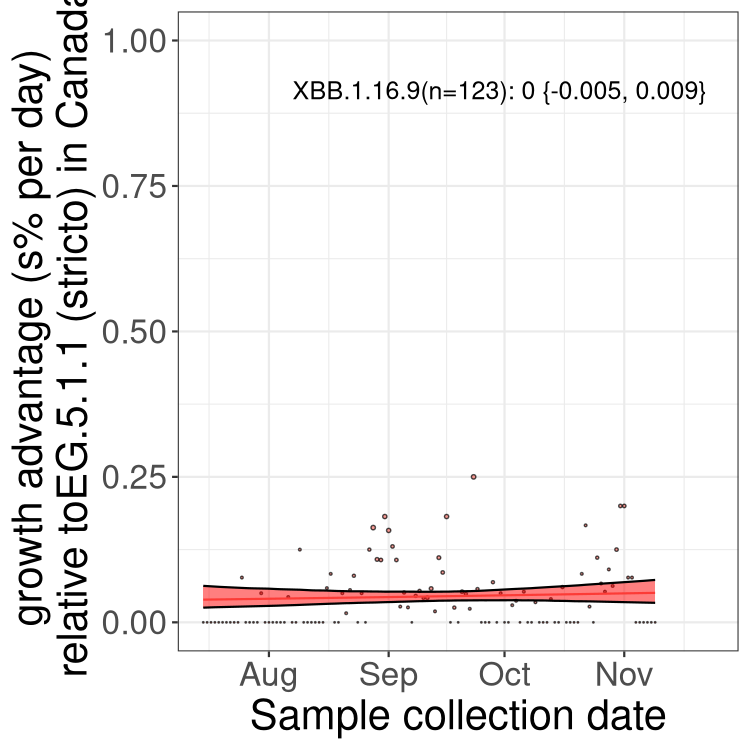 growth advantage (s% per day)
relative toEG.5.1.1 (stricto) in Canada
1.00
0.75
0.50
0.25
0.00
XBB.1.16.9(n=123): 0 {-0.005, 0.009}
Aug Sep Oct Nov
Sample collection date